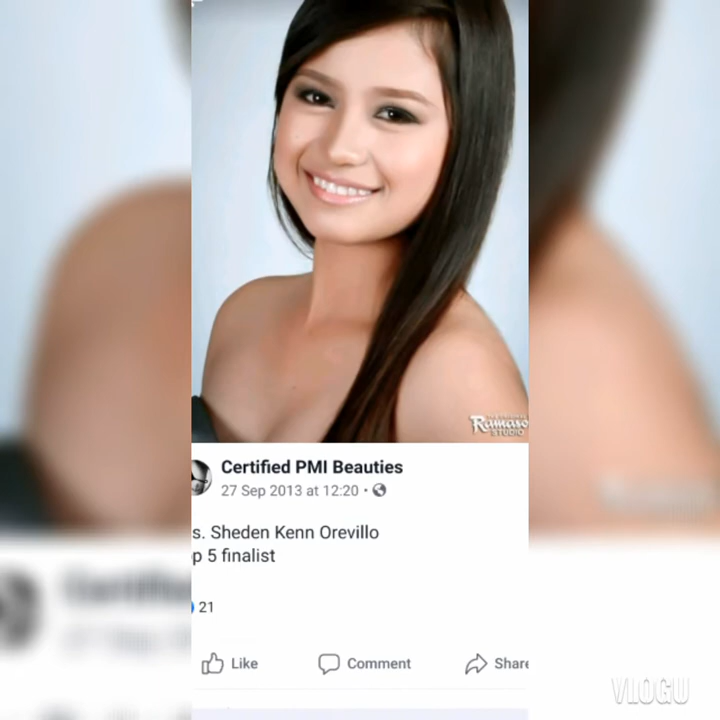 Ramaso
STUDIO
Certified PMI Beauties
27 Sep 2013 at 12:20 ·
s. Sheden Kenn Orevillo
p 5 finalist
21
Like Comment Share
VLOGU